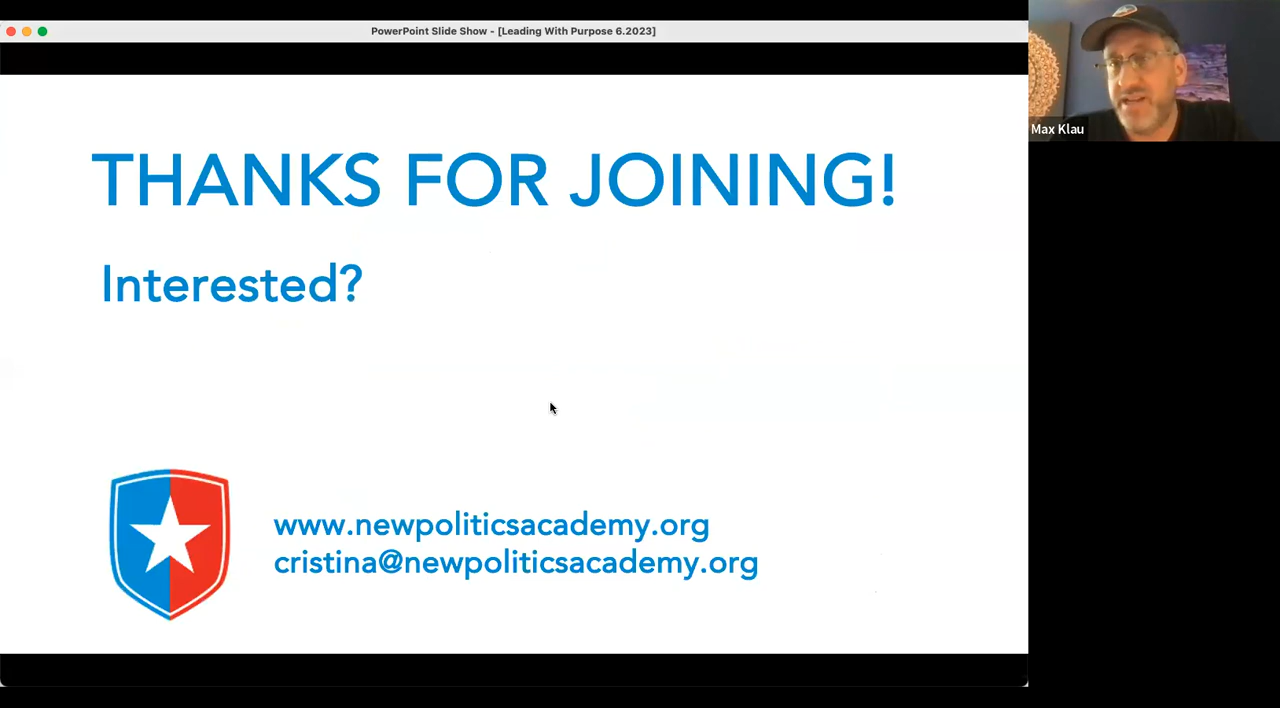 PowerPoint Slide Show - [Leading With Purpose 6.2023]
Max Klau
THANKS FOR JOINING!
Interested?
www.newpoliticsacademy.org
cristina@newpoliticsacademy.org